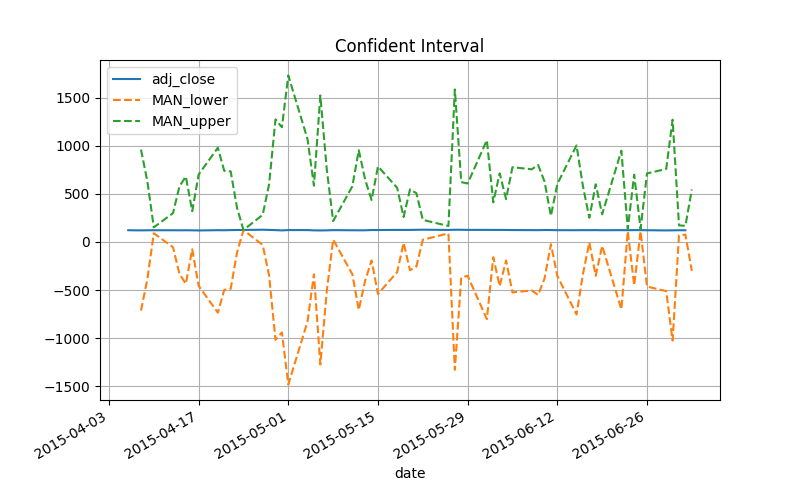 Confident Interval
adj_close
MAN_lower
MAN_upper
1500
1000
500
0
−500
−1000
−1500
2015-04-03
2015-04-17
2015-05-01
2015-05-15
2015-05-29
2015-06-12
2015-06-26
date